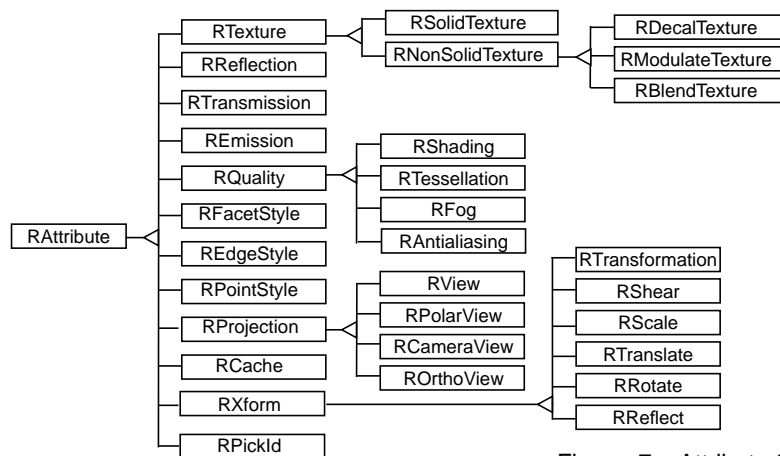 RAttribute
RTexture
RReflection
RTransmission
REmission
RQuality
RFacetStyle
REdgeStyle
RPointStyle
RProjection
RCache
RXform
RPickId
RSolidTexture
RNonSolidTexture
RDecalTexture
RModulateTexture
RBlendTexture
RShading
RTessellation
RFog
RAntialiasing
RView
RPolarView
RCameraView
ROrthoView
RTransformation
RShear
RScale
RTranslate
RRotate
RReflect